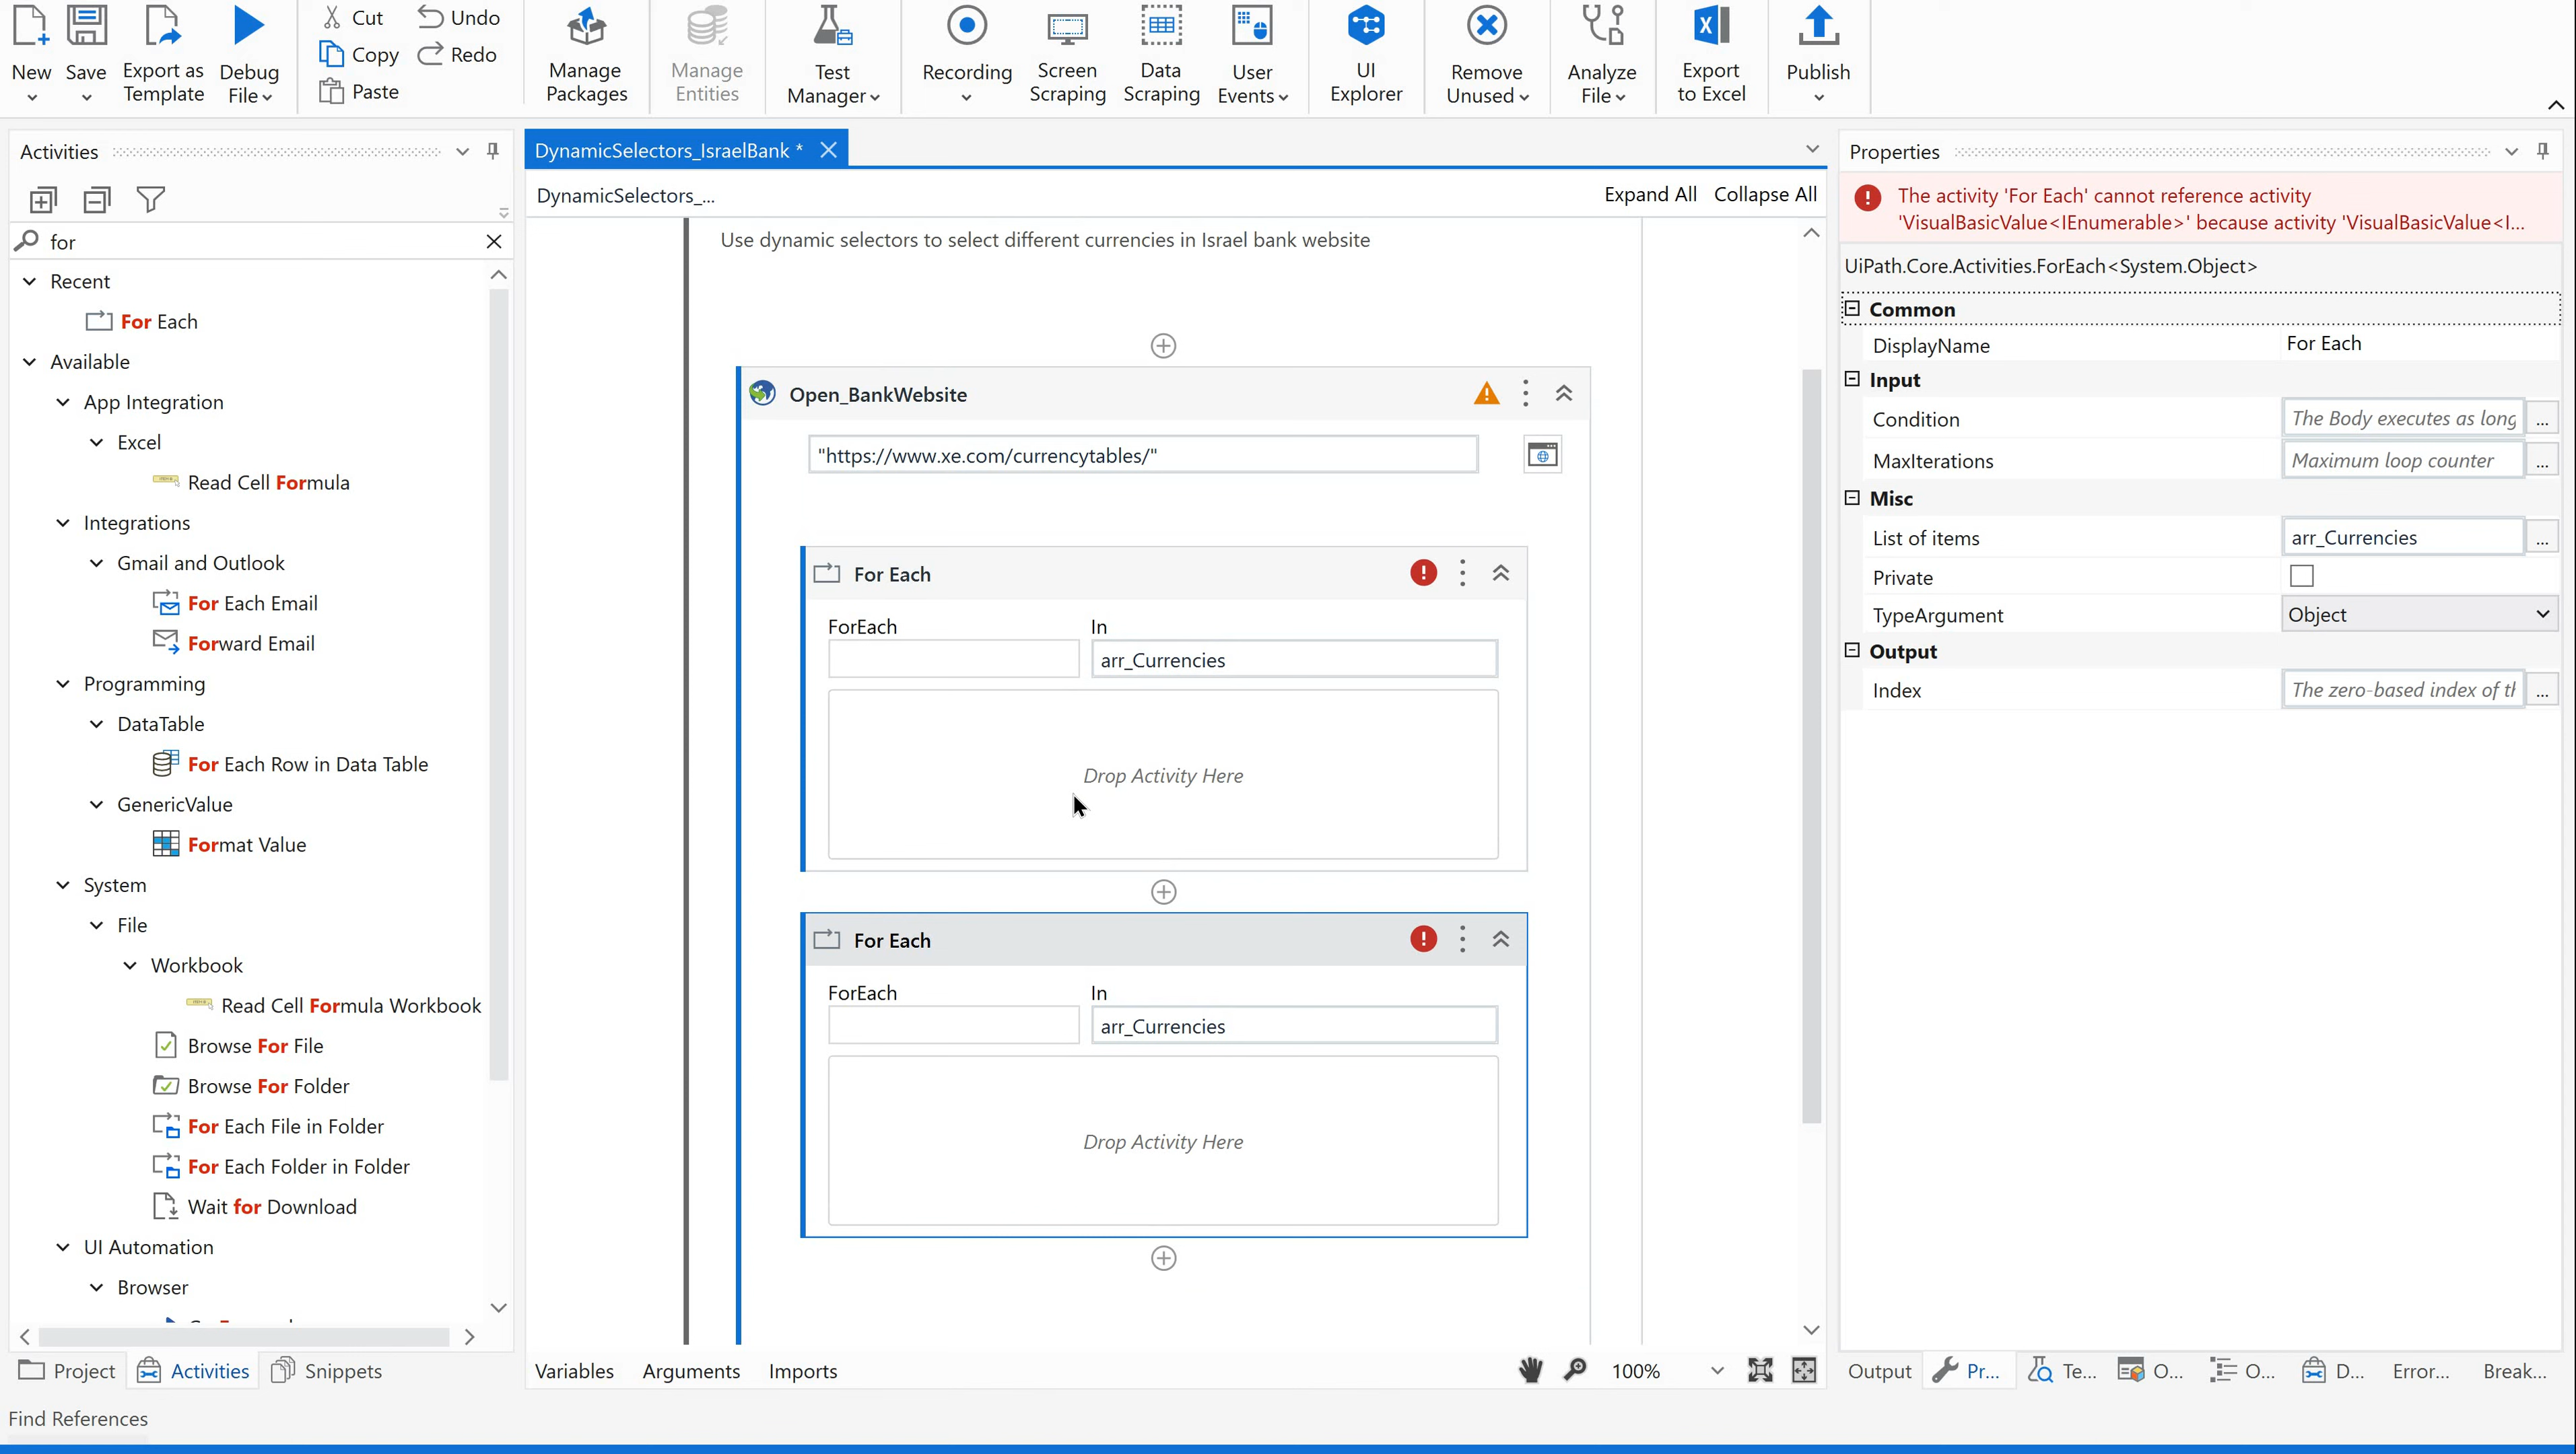 New
Save
Export as
Template
Debug
File
Cut
Copy
Paste
Undo
Redo
Manage
Packages
Manage
Entities
Test
Manager
Recording
Screen
Scraping
Data
Scraping
User
Events
UI
Explorer
Remove
Unused
Analyze
File
Export
to Excel
Publish
Activities
for
Recent
For Each
Available
App Integration
Excel
Read Cell Formula
Integrations
Gmail and Outlook
For Each Email
Forward Email
Programming
DataTable
For Each Row in Data Table
GenericValue
Format Value
System
File
Workbook
Read Cell Formula Workbook
Browse For File
Browse For Folder
For Each File in Folder
For Each Folder in Folder
Wait for Download
UI Automation
Browser
Project
Activities
Snippets
Find References
DynamicSelectors_IsraelBank *
DynamicSelectors_...
Expand All
Collapse All
Use dynamic selectors to select different currencies in Israel bank website
Open_BankWebsite
"https://www.xe.com/currencytables/"
For Each
ForEach
In
arr_Currencies
Drop Activity Here
For Each
ForEach
In
arr_Currencies
Drop Activity Here
Variables
Arguments
Imports
100%
Properties
The activity 'For Each' cannot reference activity
'VisualBasicValue<IEnumerable>' because activity 'VisualBasicValue<I...
UiPath.Core.Activities.ForEach<System.Object>
Common
DisplayName
For Each
Input
Condition
The Body executes as long
...
MaxIterations
Maximum loop counter
...
Misc
List of items
arr_Currencies
...
Private
TypeArgument
Object
Output
Index
The zero-based index of th
...
Output
Pr...
Te...
O...
O...
D...
Error...
Break...